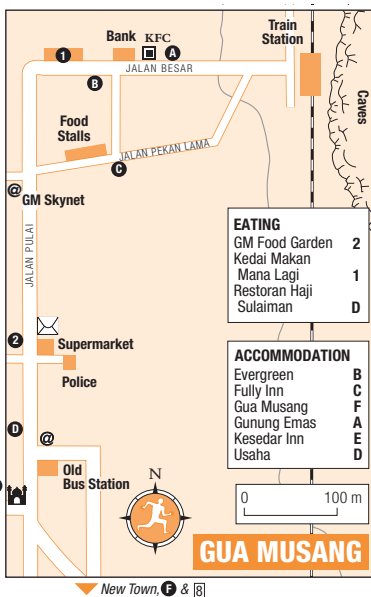 Bank KFC A
Train
Station
1
JALAN BESAR
B
Caves
Food
Stalls
JALAN PEKAN LAMA
C
@
GM Skynet
JALAN PULAI
EATING
GM Food Garden 2
Kedai Makan
Mana Lagi 1
Restoran Haji
Sulaiman D
2
Supermarket
Police
ACCOMMODATION
Evergreen B
Fully Inn C
Gua Musang F
Gunung Emas A
Kesedar Inn E
Usaha D
D
@
Old
Bus Station
N
0 100 m
GUA MUSANG
New Town, F & 8